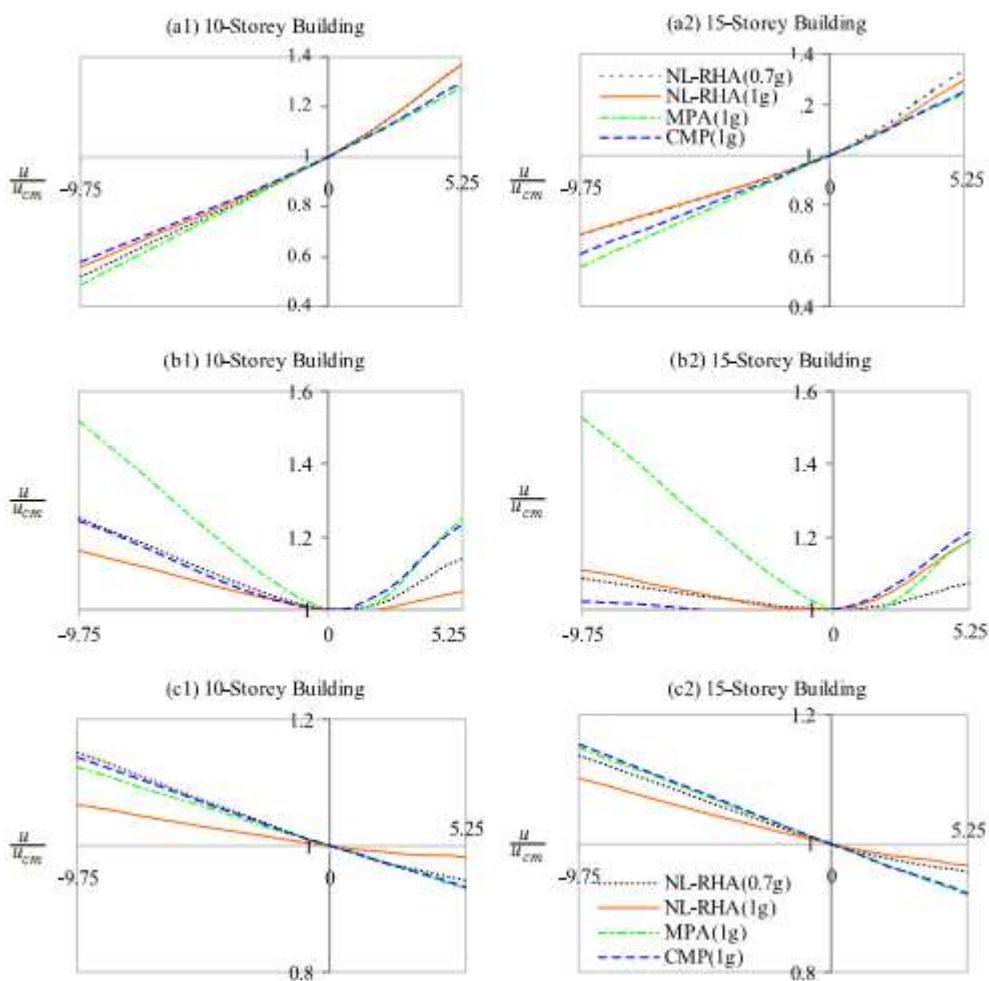 (a1) 10-Storey Building
1.4
1.2
1
u/u_cm
-9.75
0
5.25
0.8
0.6
0.4
(a2) 15-Storey Building
1.4
NL-RHA(0.7g)
NL-RHA(1g)
.2
MPA(1g)
CMP(1g)
1
u/u_cm
-9.75
0
5.25
0.8
0.6
0.4
(b1) 10-Storey Building
1.6
1.4
u/u_cm
1.2
1
-9.75
0
5.25
(b2) 15-Storey Building
1.6
1.4
u/u_cm
1.2
1
-9.75
0
5.25
(c1) 10-Storey Building
1.2
5.25
u/u_cm
1
-9.75
0
0.8
(c2) 15-Storey Building
1.2
5.25
u/u_cm
1
-9.75
0
NL-RHA(0.7g)
NL-RHA(1g)
MPA(1g)
CMP(1g)
0.8